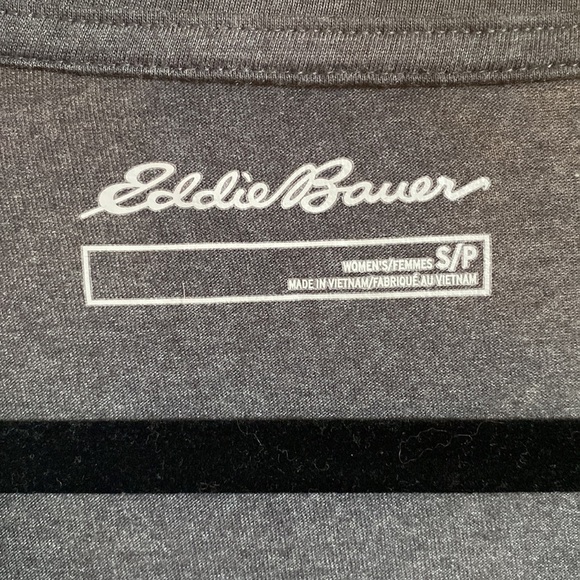 Eddie Bauer
WOMEN'S/FEMMES S/P
MADE IN VIETNAM/FABRIQUÉ AU VIETNAM